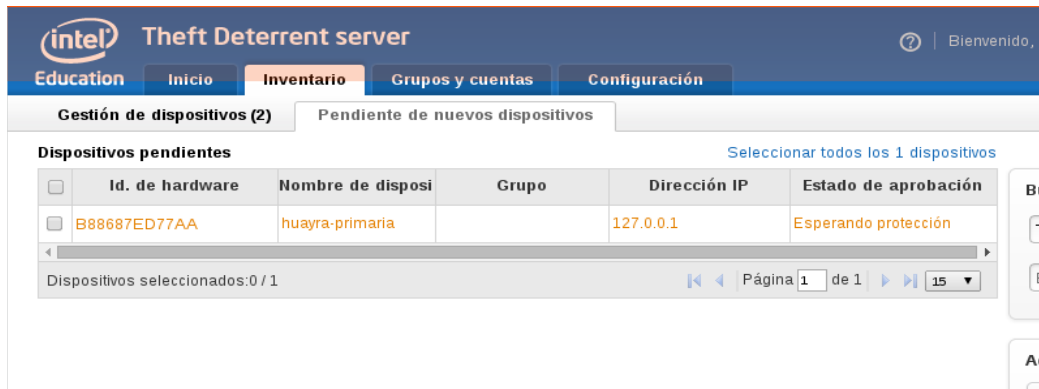 intel Theft Deterrent server
Bienvenido,
Education Inicio Inventario Grupos y cuentas Configuración
Gestión de dispositivos (2) Pendiente de nuevos dispositivos
Dispositivos pendientes Seleccionar todos los 1 dispositivos
Id. de hardware Nombre de disposi Grupo Dirección IP Estado de aprobación
B88687ED77AA huayra-primaria 127.0.0.1 Esperando protección
Dispositivos seleccionados:0 / 1 Página 1 de 1 15